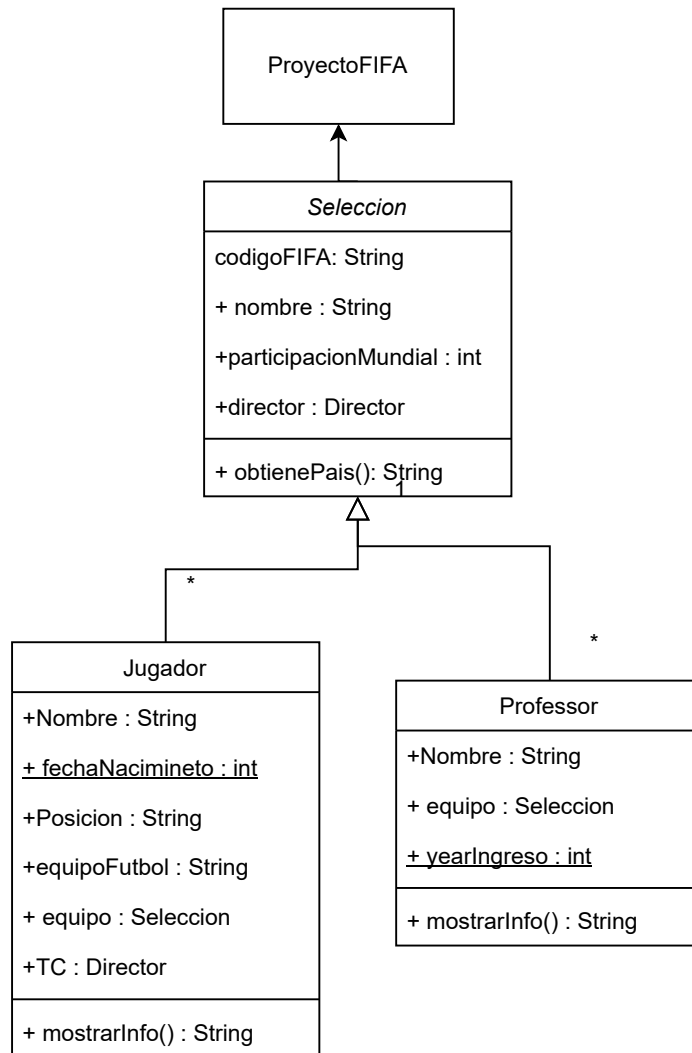 ProyectoFIFA
Seleccion
codigoFIFA: String
+ nombre : String
+participacionMundial : int
+director : Director
+ obtienePais(): String
1
*
*
Jugador
+Nombre : String
+ fechaNacimineto : int
+Posicion : String
+equipoFutbol : String
+ equipo : Seleccion
+TC : Director
+ mostrarInfo() : String
Professor
+Nombre : String
+ equipo : Seleccion
+ yearIngreso : int
+ mostrarInfo() : String